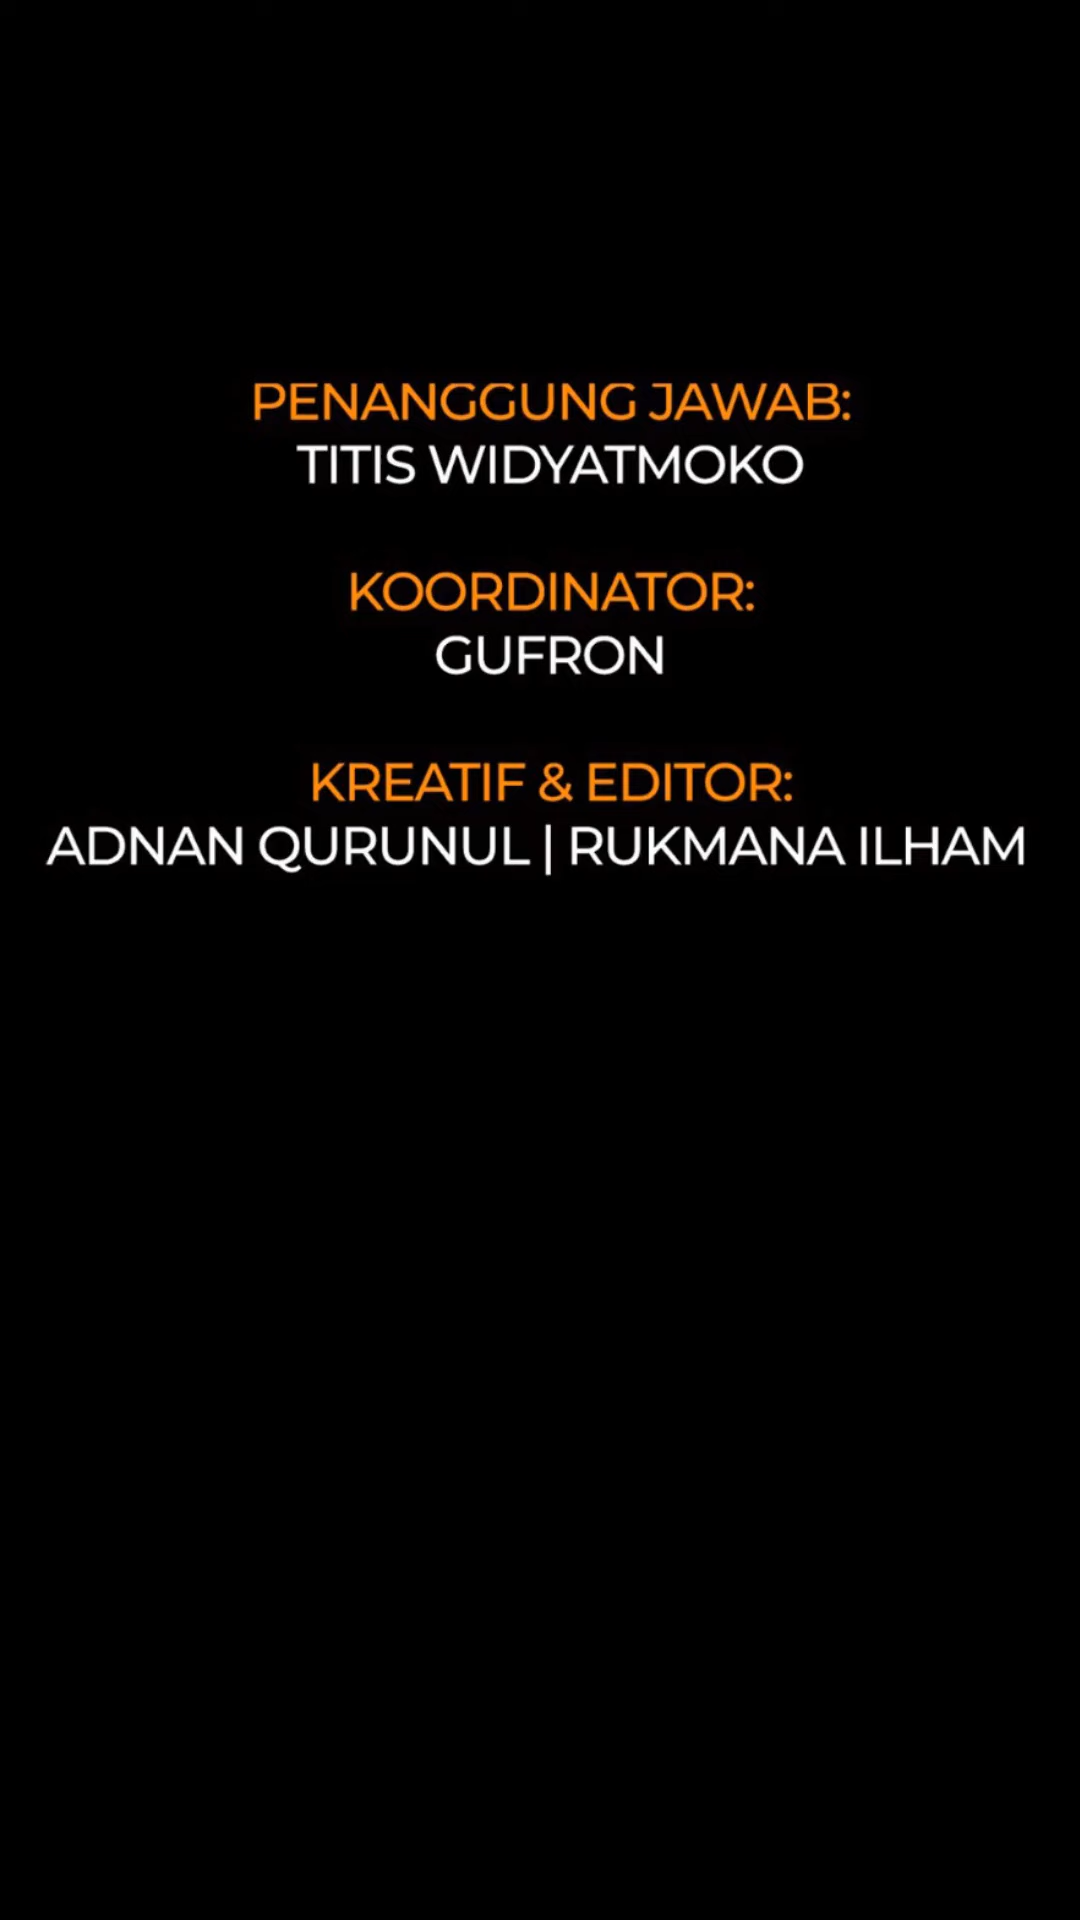 PENANGGUNG JAWAB:
TITIS WIDYATMOKO
KOORDINATOR:
GUFRON
KREATIF & EDITOR:
ADNAN QURUNUL | RUKMANA ILHAM